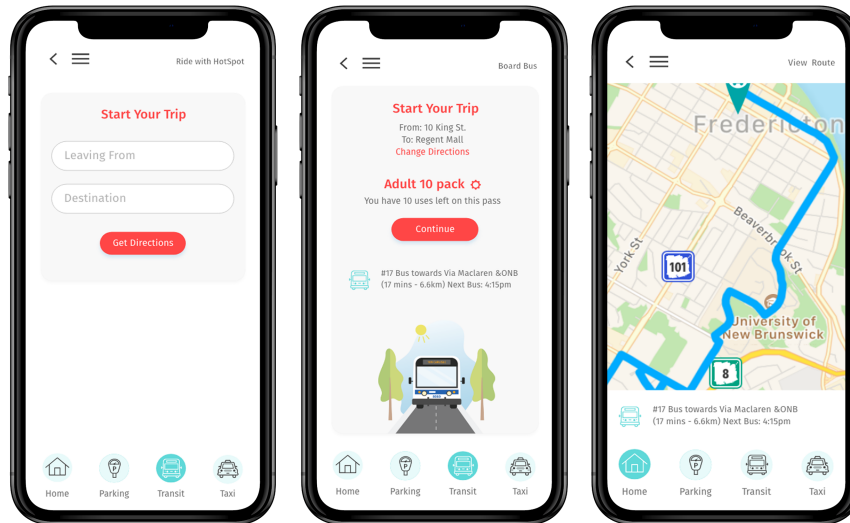 Ride with HotSpot
Start Your Trip
Leaving From
Destination
Get Directions
Home
Parking
Transit
Taxi
Board Bus
Start Your Trip
From: 10 King St.
To: Regent Mall
Change Directions
Adult 10 pack
You have 10 uses left on this pass
Continue
#17 Bus towards Via Maclaren &ONB
(17 mins - 6.6km) Next Bus: 4:15pm
Home
Parking
Transit
Taxi
View Route
Fredericton
Beaverbrook St
York St
101
University of
New Brunswick
8
#17 Bus towards Via Maclaren &ONB
(17 mins - 6.6km) Next Bus: 4:15pm
Home
Parking
Transit
Taxi